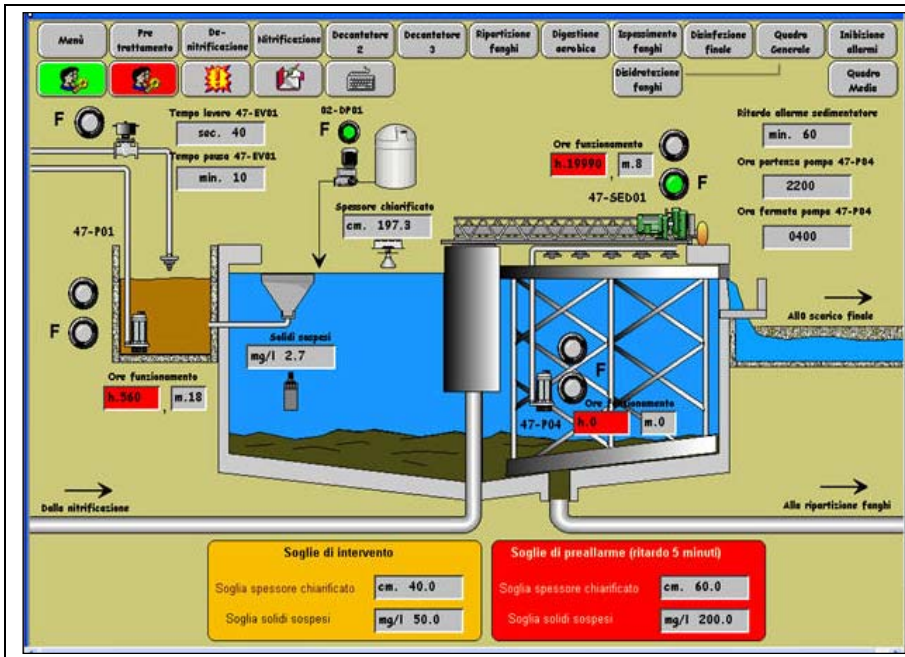 Menù
Pre trattamento
De-nitrificazione
Nitrificazione
Decantatore 2
Decantatore 3
Ripartizione fanghi
Digestione aerobica
Ispessimento fanghi
Disinfezione finale
Quadro Generale
Inibizione allarmi
Disidratazione fanghi
Quadro Media
F
Tempo lavoro 47-EV01
sec. 40
Tempo pausa 47-EV01
min. 10
02-DP01
F
Spessore chiarificato
cm. 197.3
Ore funzionamento
h.19990 , m.8
47-SED01
F
Ritardo allarme sedimentatore
min. 60
Ora partenza pompa 47-P04
2200
Ora fermata pompa 47-P04
0400
47-P01
F
Ore funzionamento
h.560 , m.18
Solidi sospesi
mg/l 2.7
F
Ore funzionamento
47-P04
h.0 , m.0
Allo scarico finale
Dalla nitrificazione
Alla ripartizione fanghi
Soglie di intervento
Soglia spessore chiarificato
cm. 40.0
Soglia solidi sospesi
mg/l 50.0
Soglie di preallarme (ritardo 5 minuti)
Soglia spessore chiarificato
cm. 60.0
Soglia solidi sospesi
mg/l 200.0